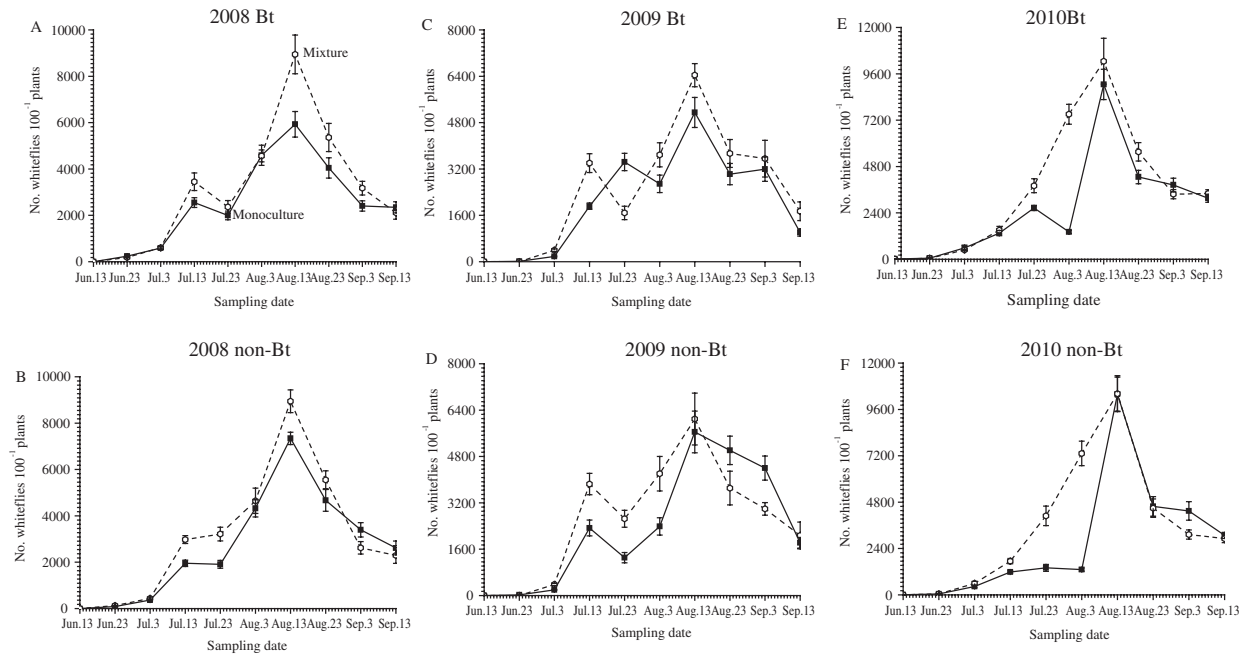 A
2008 Bt
No. whiteflies 100⁻¹ plants
10000
8000
6000
4000
2000
0
Mixture
Monoculture
Jun.13 Jun.23 Jul.3 Jul.13 Jul.23 Aug.3 Aug.13 Aug.23 Sep.3 Sep.13
Sampling date
C
2009 Bt
No. whiteflies 100⁻¹ plants
8000
6400
4800
3200
1600
0
Jun.13 Jun.23 Jul.3 Jul.13 Jul.23 Aug.3 Aug.13 Aug.23 Sep.3 Sep.13
Sampling date
E
2010Bt
No. whiteflies 100⁻¹ plants
12000
9600
7200
4800
2400
0
Jun.13 Jun.23 Jul.3 Jul.13 Jul.23 Aug.3 Aug.13 Aug.23 Sep.3 Sep.13
Sampling date
B
2008 non-Bt
No. whiteflies 100⁻¹ plants
10000
8000
6000
4000
2000
0
Jun.13 Jun.23 Jul.3 Jul.13 Jul.23 Aug.3 Aug.13 Aug.23 Sep.3 Sep.13
Sampling date
D
2009 non-Bt
No. whiteflies 100⁻¹ plants
8000
6400
4800
3200
1600
0
Jun.13 Jun.23 Jul.3 Jul.13 Jul.23 Aug.3 Aug.13 Aug.23 Sep.3 Sep.13
Sampling date
F
2010 non-Bt
No. whiteflies 100⁻¹ plants
12000
9600
7200
4800
2400
0
Jun.13 Jun.23 Jul.3 Jul.13 Jul.23 Aug.3 Aug.13 Aug.23 Sep.3 Sep.13
Sampling date